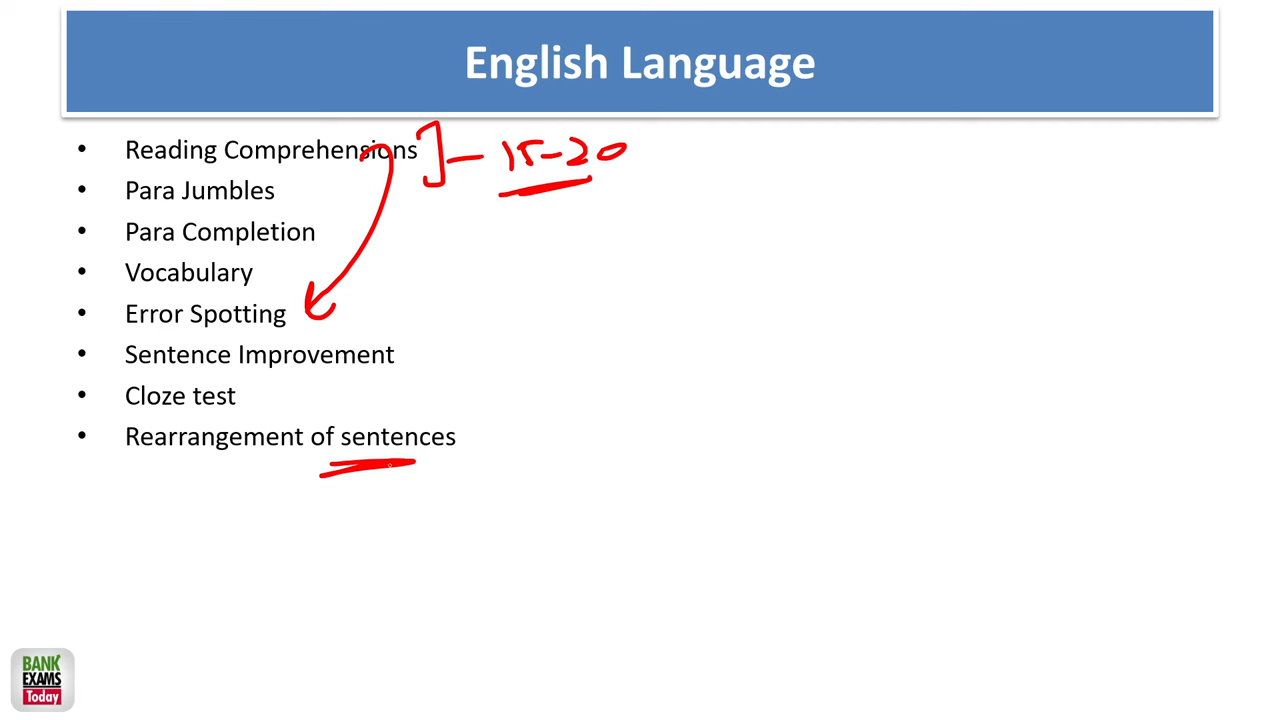 English Language
• Reading Comprehensions ] – 15-20
• Para Jumbles
• Para Completion
• Vocabulary
• Error Spotting
• Sentence Improvement
• Cloze test
• Rearrangement of sentences
BANK
EXAMS
Today